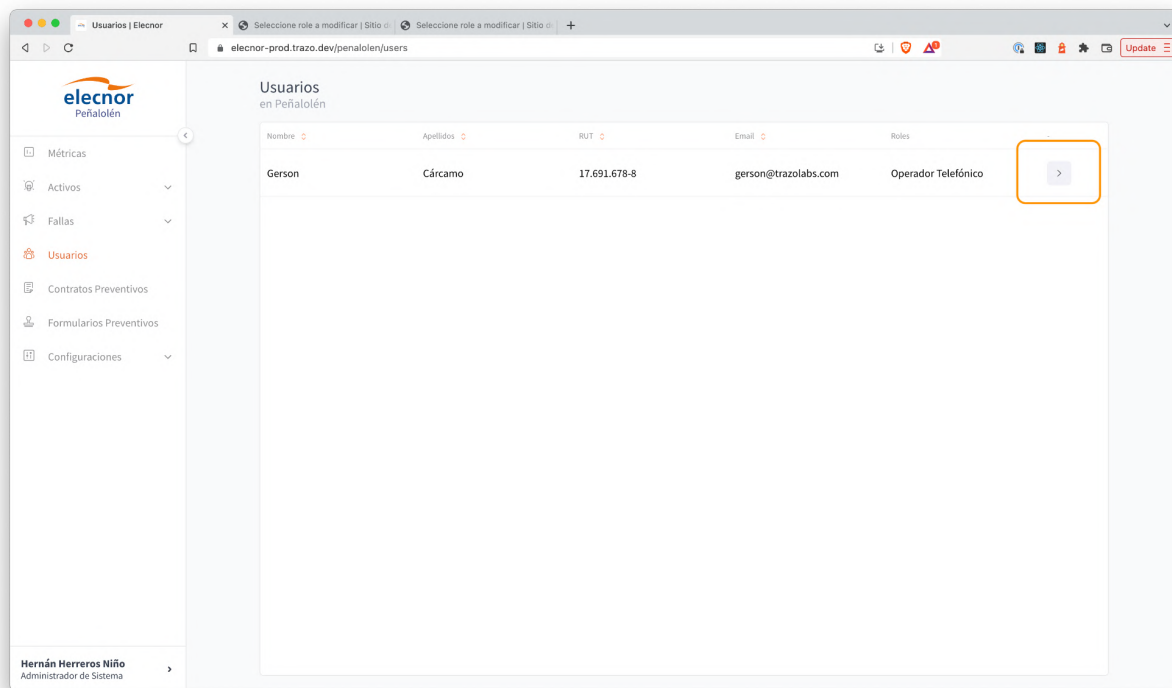 Usuarios | Elecnor
Seleccione role a modificar | Sitio d
Seleccione role a modificar | Sitio d
elecnor-prod.trazo.dev/penalolen/users
Update
elecnor
Peñalolén
Métricas
Activos
Fallas
Usuarios
Contratos Preventivos
Formularios Preventivos
Configuraciones
Hernán Herreros Niño
Administrador de Sistema
Usuarios
en Peñalolén
Nombre Apellidos RUT Email Roles -
Gerson Cárcamo 17.691.678-8 gerson@trazolabs.com Operador Telefónico